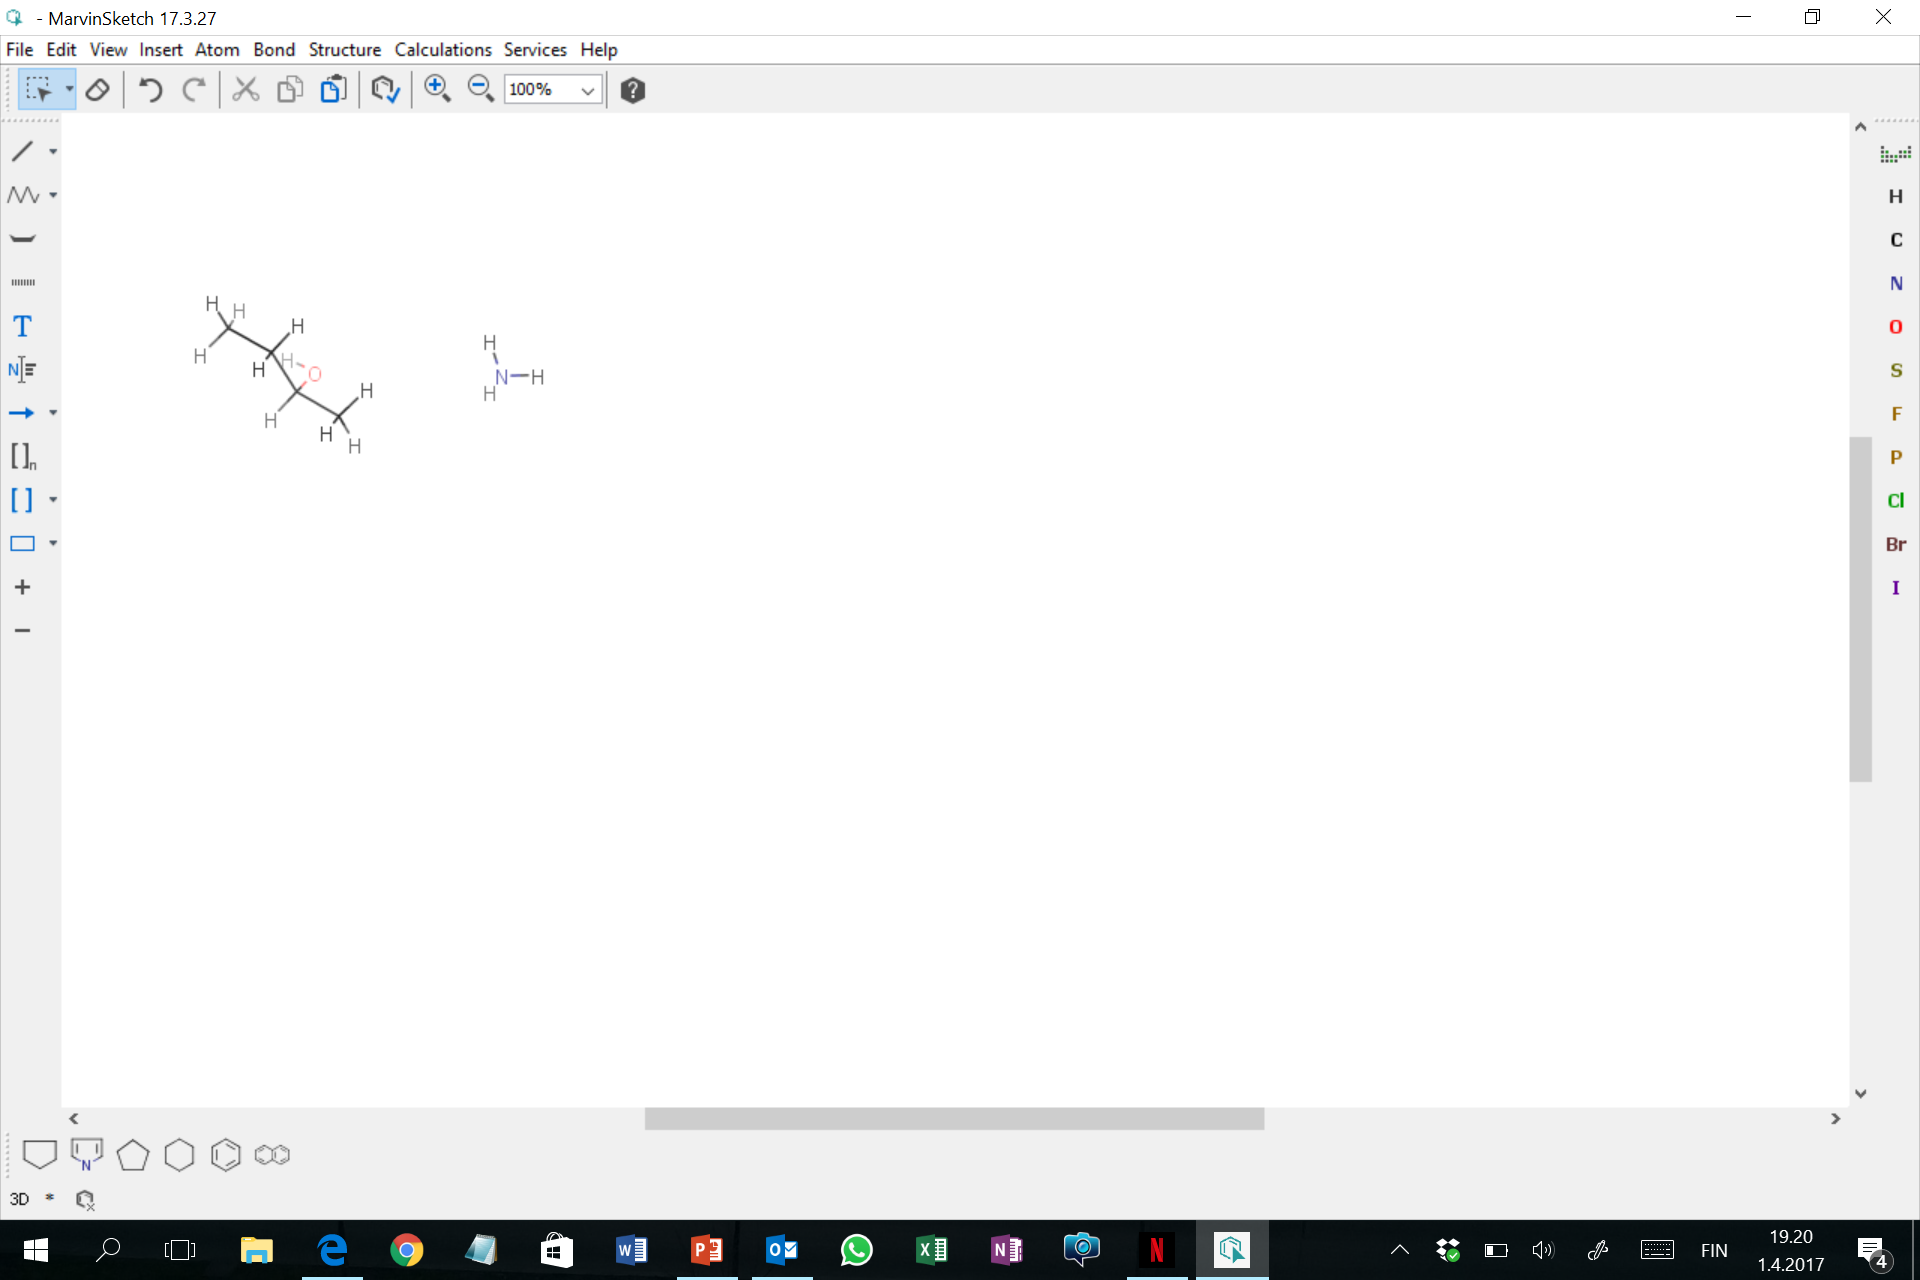 - MarvinSketch 17.3.27
File Edit View Insert Atom Bond Structure Calculations Services Help
100%
?
H
C
N
O
S
F
P
Cl
Br
I
T
N
[ ]n
[ ]
+
−
H H
H
H
H H
O
H
H
H
H
H
H
N H
H
N
3D *
FIN
19.20
1.4.2017
4